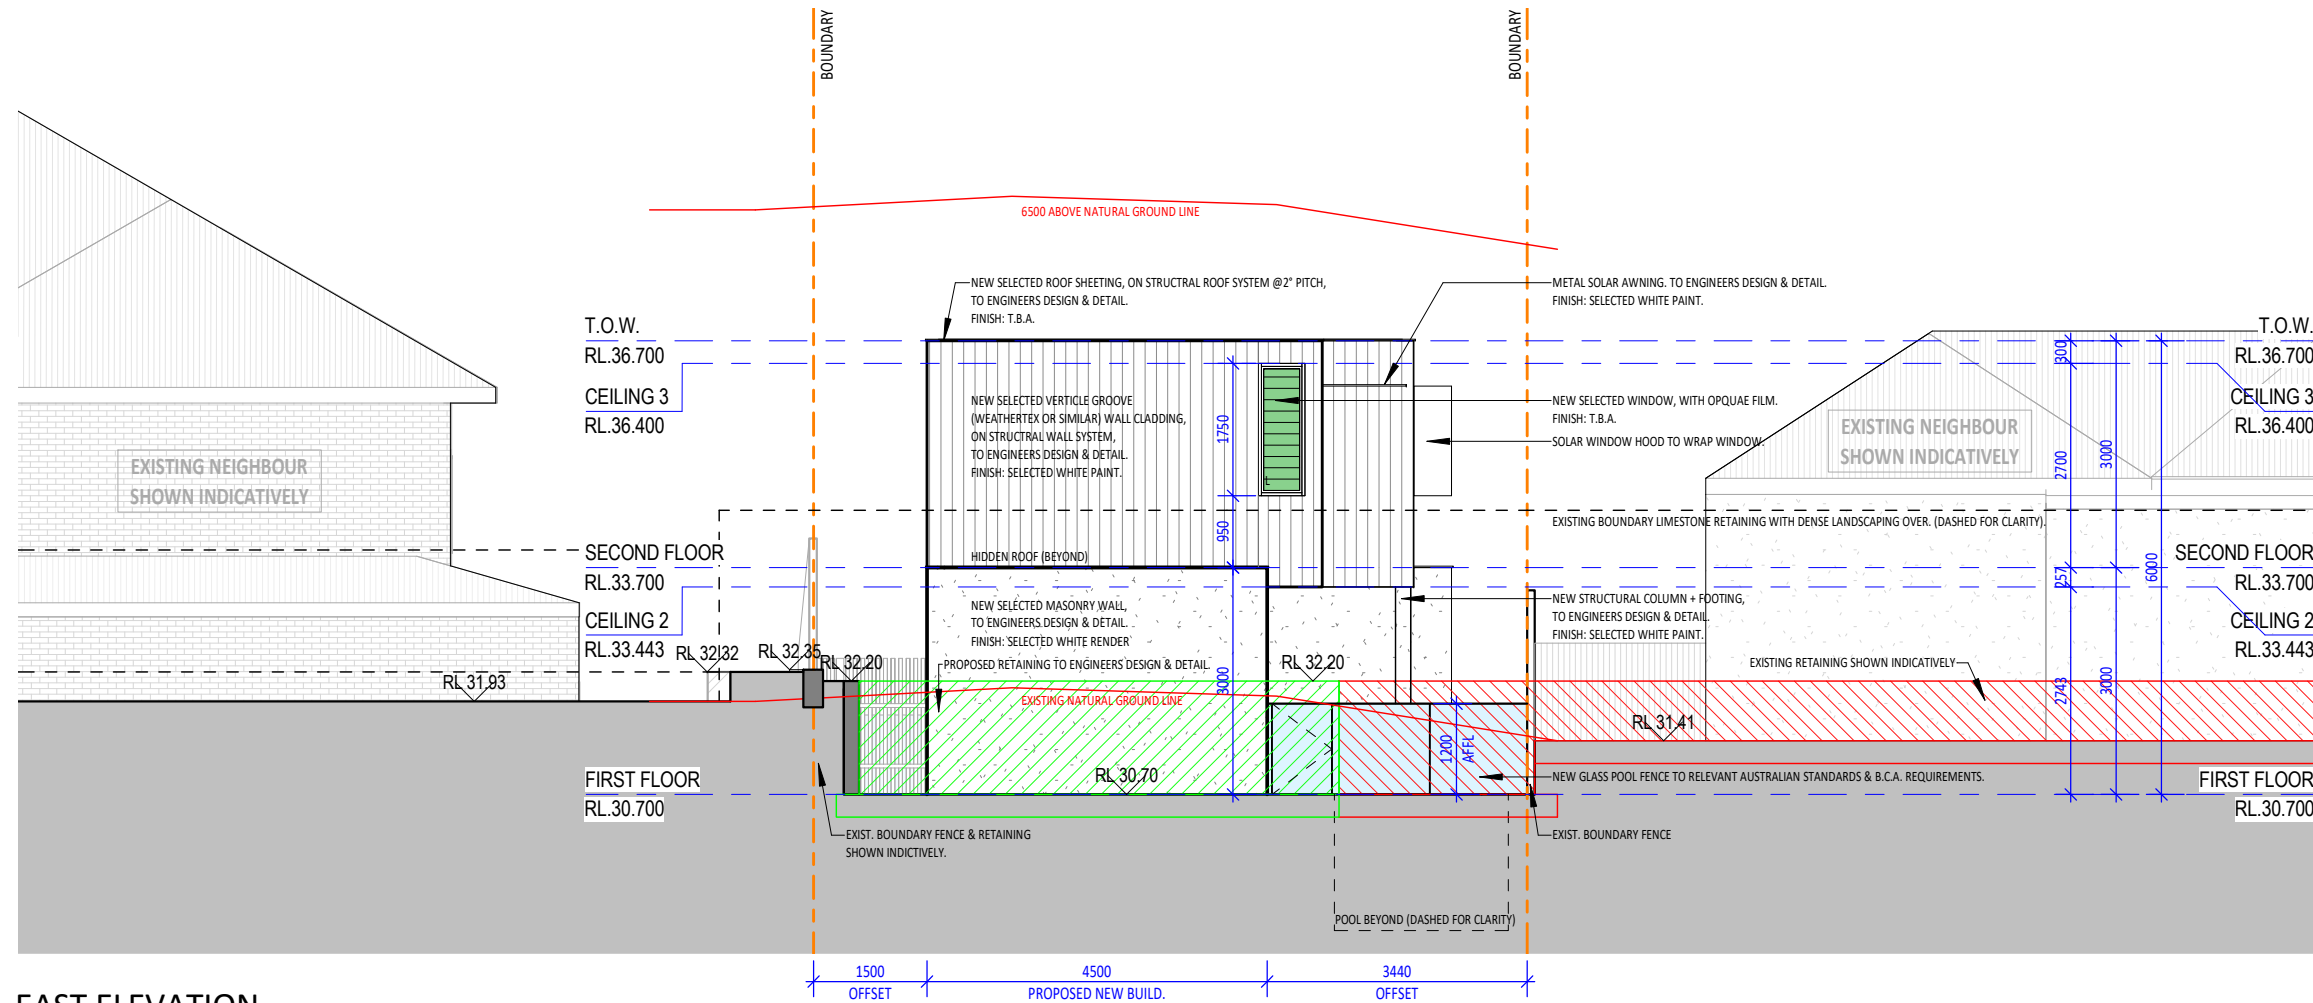 BOUNDARY
BOUNDARY
6500 ABOVE NATURAL GROUND LINE
NEW SELECTED ROOF SHEETING, ON STRUCTRAL ROOF SYSTEM @2° PITCH,
TO ENGINEERS DESIGN & DETAIL.
FINISH: T.B.A.
METAL SOLAR AWNING. TO ENGINEERS DESIGN & DETAIL.
FINISH: SELECTED WHITE PAINT.
T.O.W.
RL.36.700
CEILING 3
RL.36.400
T.O.W.
RL.36.700
CEILING 3
RL.36.400
300
NEW SELECTED VERTICLE GROOVE
(WEATHERTEX OR SIMILAR) WALL CLADDING,
ON STRUCTRAL WALL SYSTEM,
TO ENGINEERS DESIGN & DETAIL.
FINISH: SELECTED WHITE PAINT.
1750
L
NEW SELECTED WINDOW, WITH OPQUAE FILM.
FINISH: T.B.A.
SOLAR WINDOW HOOD TO WRAP WINDOW.
EXISTING NEIGHBOUR
SHOWN INDICATIVELY
EXISTING NEIGHBOUR
SHOWN INDICATIVELY
2700
3000
EXISTING BOUNDARY LIMESTONE RETAINING WITH DENSE LANDSCAPING OVER. (DASHED FOR CLARITY).
950
HIDDEN ROOF (BEYOND)
SECOND FLOOR
RL.33.700
CEILING 2
RL.33.443
SECOND FLOOR
RL.33.700
CEILING 2
RL.33.443
257
6000
NEW SELECTED MASONRY WALL,
TO ENGINEERS DESIGN & DETAIL.
FINISH: SELECTED WHITE RENDER
NEW STRUCTURAL COLUMN + FOOTING,
TO ENGINEERS DESIGN & DETAIL.
FINISH: SELECTED WHITE PAINT.
RL 32.32
RL 32.35
RL 32.20
PROPOSED RETAINING TO ENGINEERS DESIGN & DETAIL.
RL 32.20
EXISTING RETAINING SHOWN INDICATIVELY
RL 31.93
3000
2743
3000
EXISTING NATURAL GROUND LINE
RL 31.41
1200
AFFL
RL 30.70
NEW GLASS POOL FENCE TO RELEVANT AUSTRALIAN STANDARDS & B.C.A. REQUIREMENTS.
FIRST FLOOR
RL.30.700
FIRST FLOOR
RL.30.700
EXIST. BOUNDARY FENCE & RETAINING
SHOWN INDICTIVELY.
EXIST. BOUNDARY FENCE
POOL BEYOND (DASHED FOR CLARITY)
1500
OFFSET
4500
PROPOSED NEW BUILD.
3440
OFFSET
EAST ELEVATION